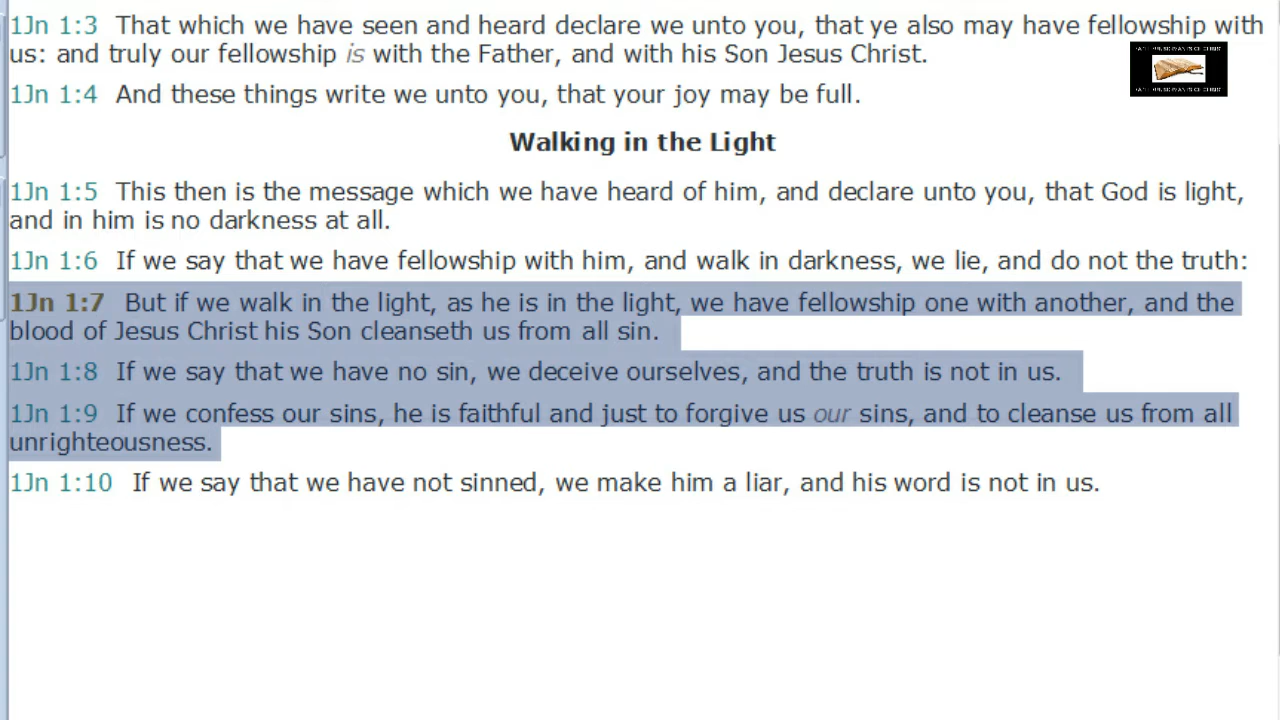 1Jn 1:3 That which we have seen and heard declare we unto you, that ye also may have fellowship with
us: and truly our fellowship is with the Father, and with his Son Jesus Christ.
1Jn 1:4 And these things write we unto you, that your joy may be full.
Walking in the Light
1Jn 1:5 This then is the message which we have heard of him, and declare unto you, that God is light,
and in him is no darkness at all.
1Jn 1:6 If we say that we have fellowship with him, and walk in darkness, we lie, and do not the truth:
1Jn 1:7 But if we walk in the light, as he is in the light, we have fellowship one with another, and the
blood of Jesus Christ his Son cleanseth us from all sin.
1Jn 1:8 If we say that we have no sin, we deceive ourselves, and the truth is not in us.
1Jn 1:9 If we confess our sins, he is faithful and just to forgive us our sins, and to cleanse us from all
unrighteousness.
1Jn 1:10 If we say that we have not sinned, we make him a liar, and his word is not in us.